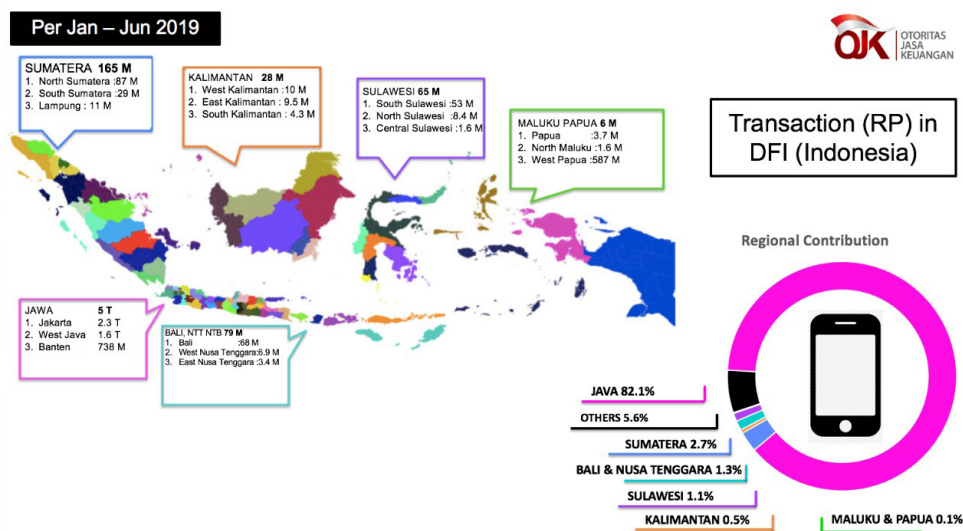 Per Jan – Jun 2019
OJK
OTORITAS
JASA
KEUANGAN
SUMATERA 165 M
1. North Sumatera :87 M
2. South Sumatera :29 M
3. Lampung : 11 M
KALIMANTAN 28 M
1. West Kalimantan :10 M
2. East Kalimantan : 9.5 M
3. South Kalimantan : 4.3 M
SULAWESI 65 M
1. South Sulawesi :53 M
2. North Sulawesi :8.4 M
3. Central Sulawesi :1.6 M
MALUKU PAPUA 6 M
1. Papua :3.7 M
2. North Maluku :1.6 M
3. West Papua :587 M
Transaction (RP) in
DFI (Indonesia)
JAWA 5 T
1. Jakarta 2.3 T
2. West Java 1.6 T
3. Banten 738 M
BALI, NTT NTB 79 M
1. Bali :68 M
2. West Nusa Tenggara:6.9 M
3. East Nusa Tenggara :3.4 M
Regional Contribution
JAVA 82.1%
OTHERS 5.6%
SUMATERA 2.7%
BALI & NUSA TENGGARA 1.3%
SULAWESI 1.1%
KALIMANTAN 0.5%
MALUKU & PAPUA 0.1%